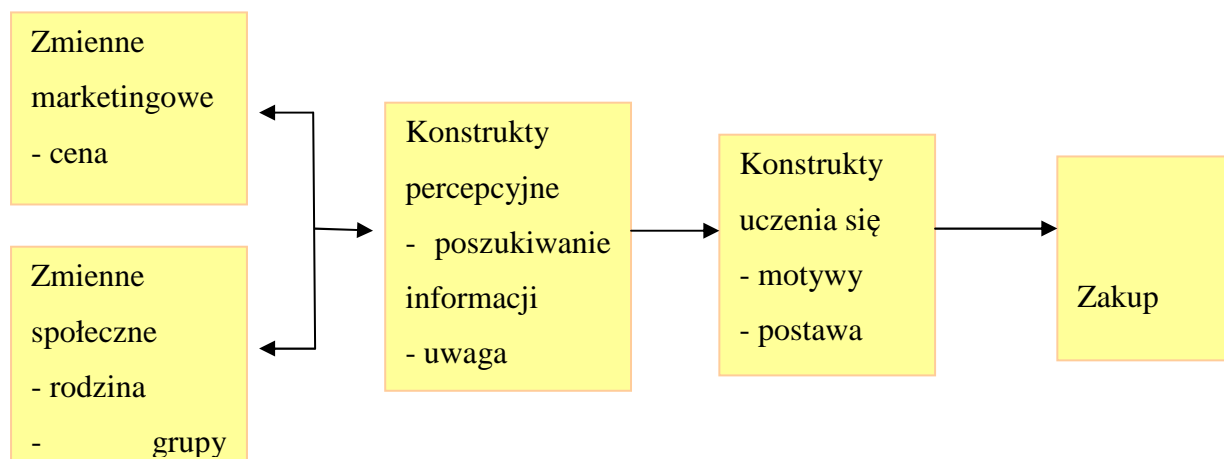 Zmienne
marketingowe
- cena
Zmienne
społeczne
- rodzina
- grupy
Konstrukty
percepcyjne
- poszukiwanie
informacji
- uwaga
Konstrukty
uczenia się
- motywy
- postawa
Zakup